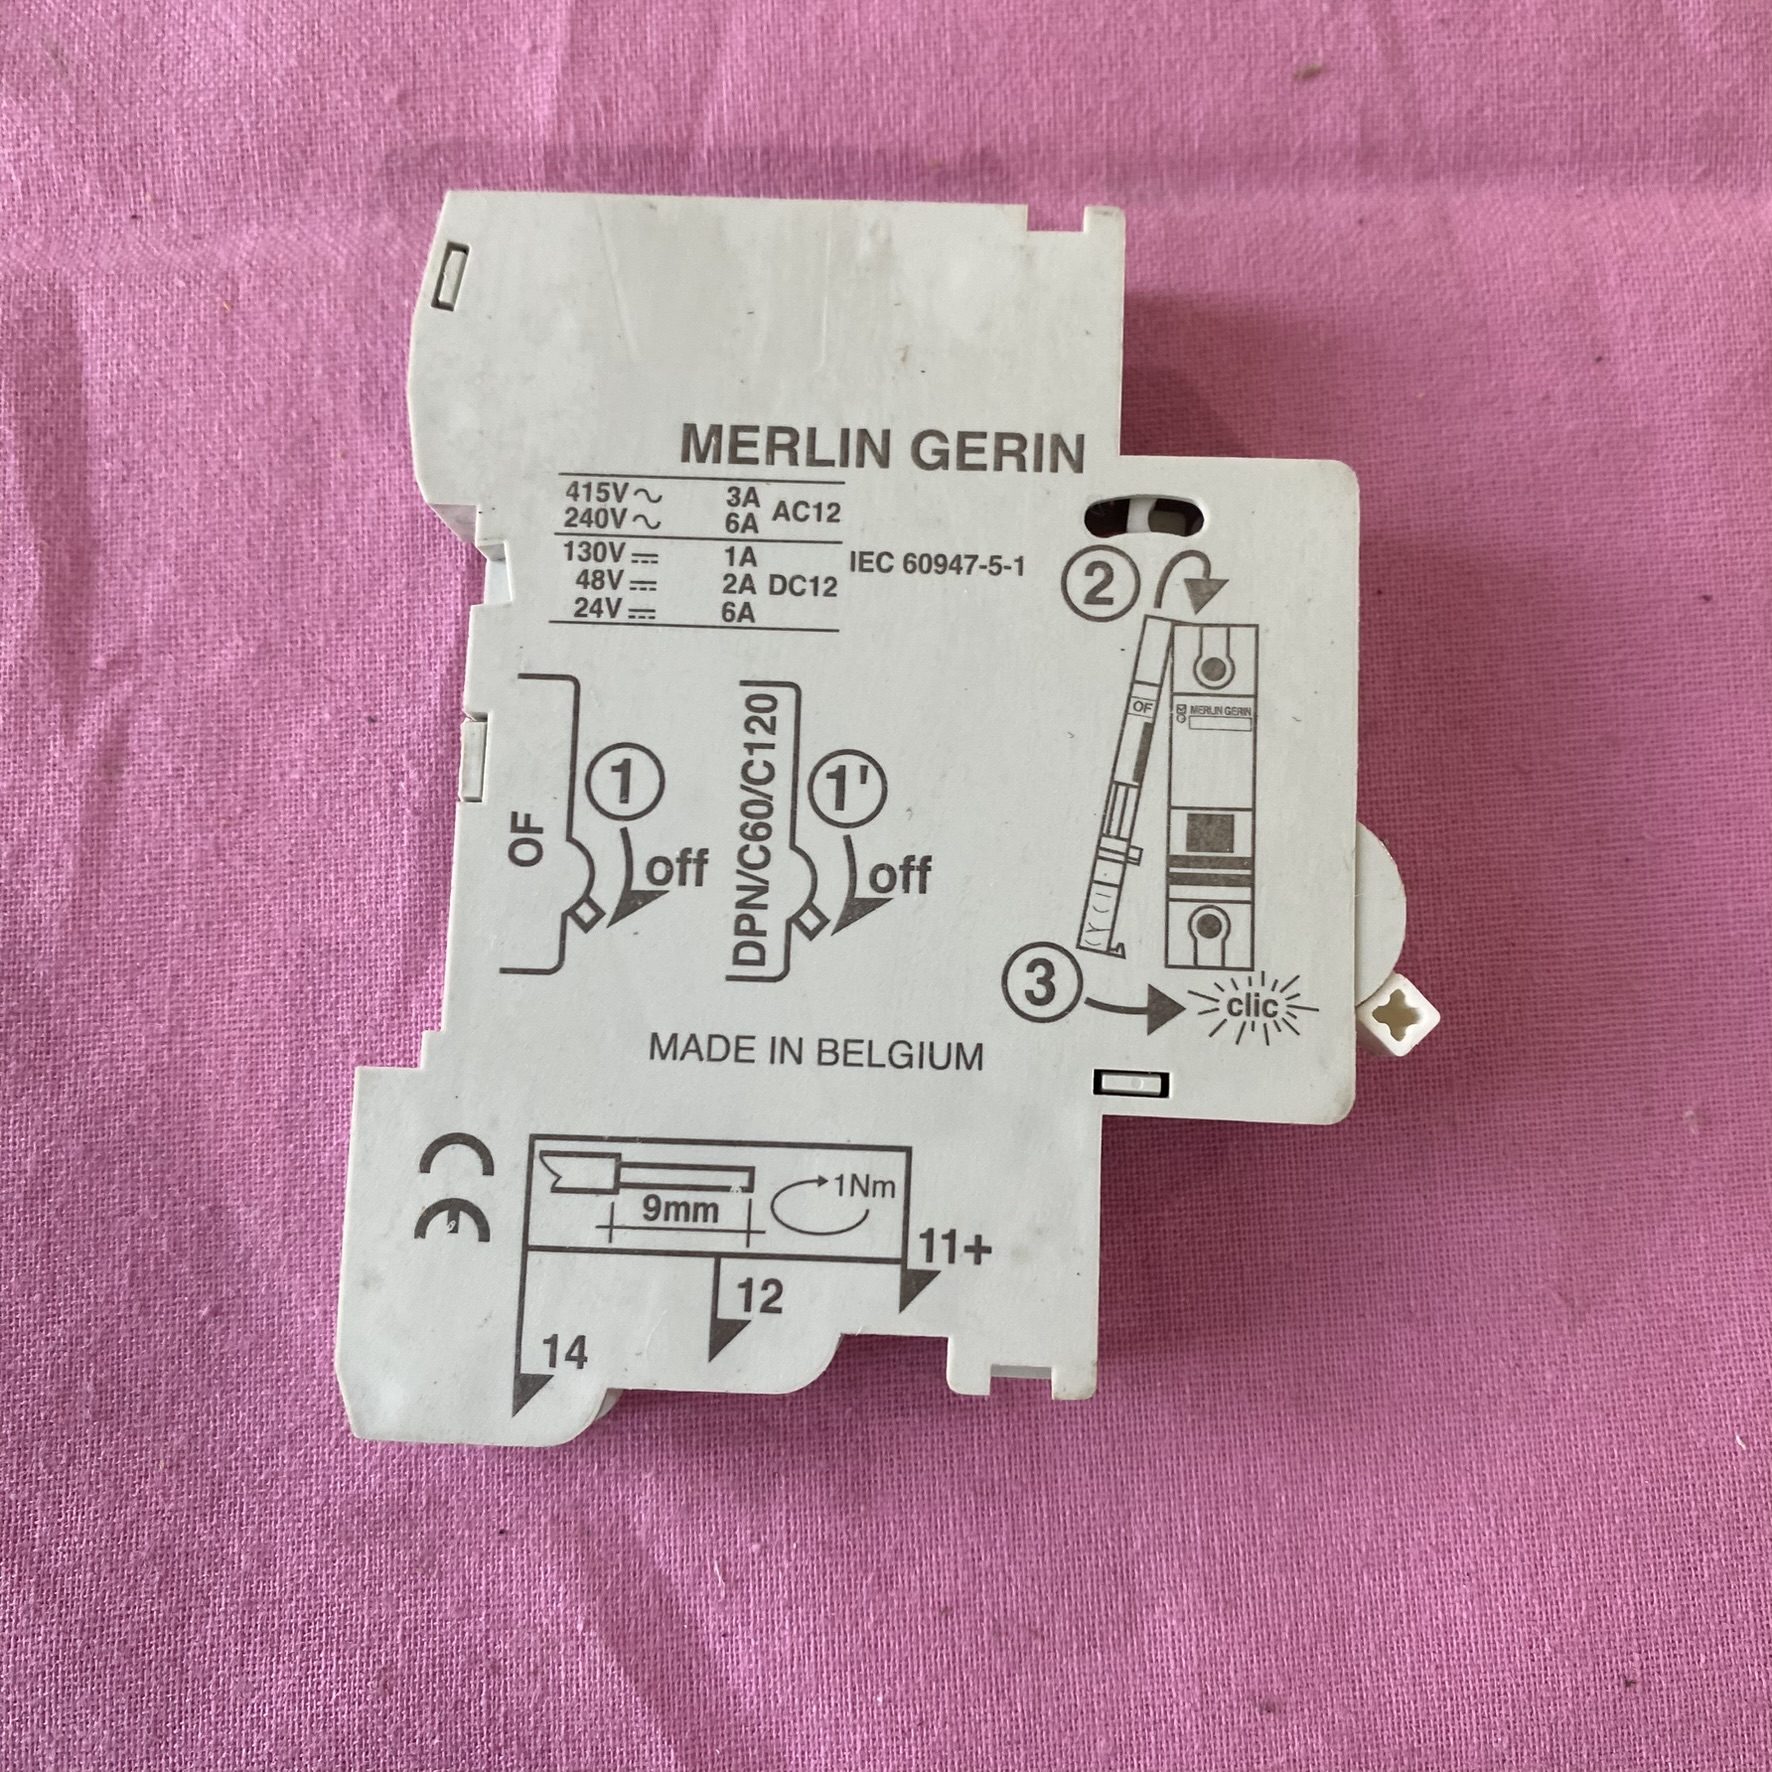 MERLIN GERIN
415V~ 3A
240V~ 6A
AC12
130V⎓ 1A
48V⎓ 2A DC12
24V⎓ 6A
IEC 60947-5-1
2
OF
MERLIN GERIN
OF
1
off
DPN/C60/C120
1'
off
3
clic
MADE IN BELGIUM
CE
9mm
1Nm
11+
12
14